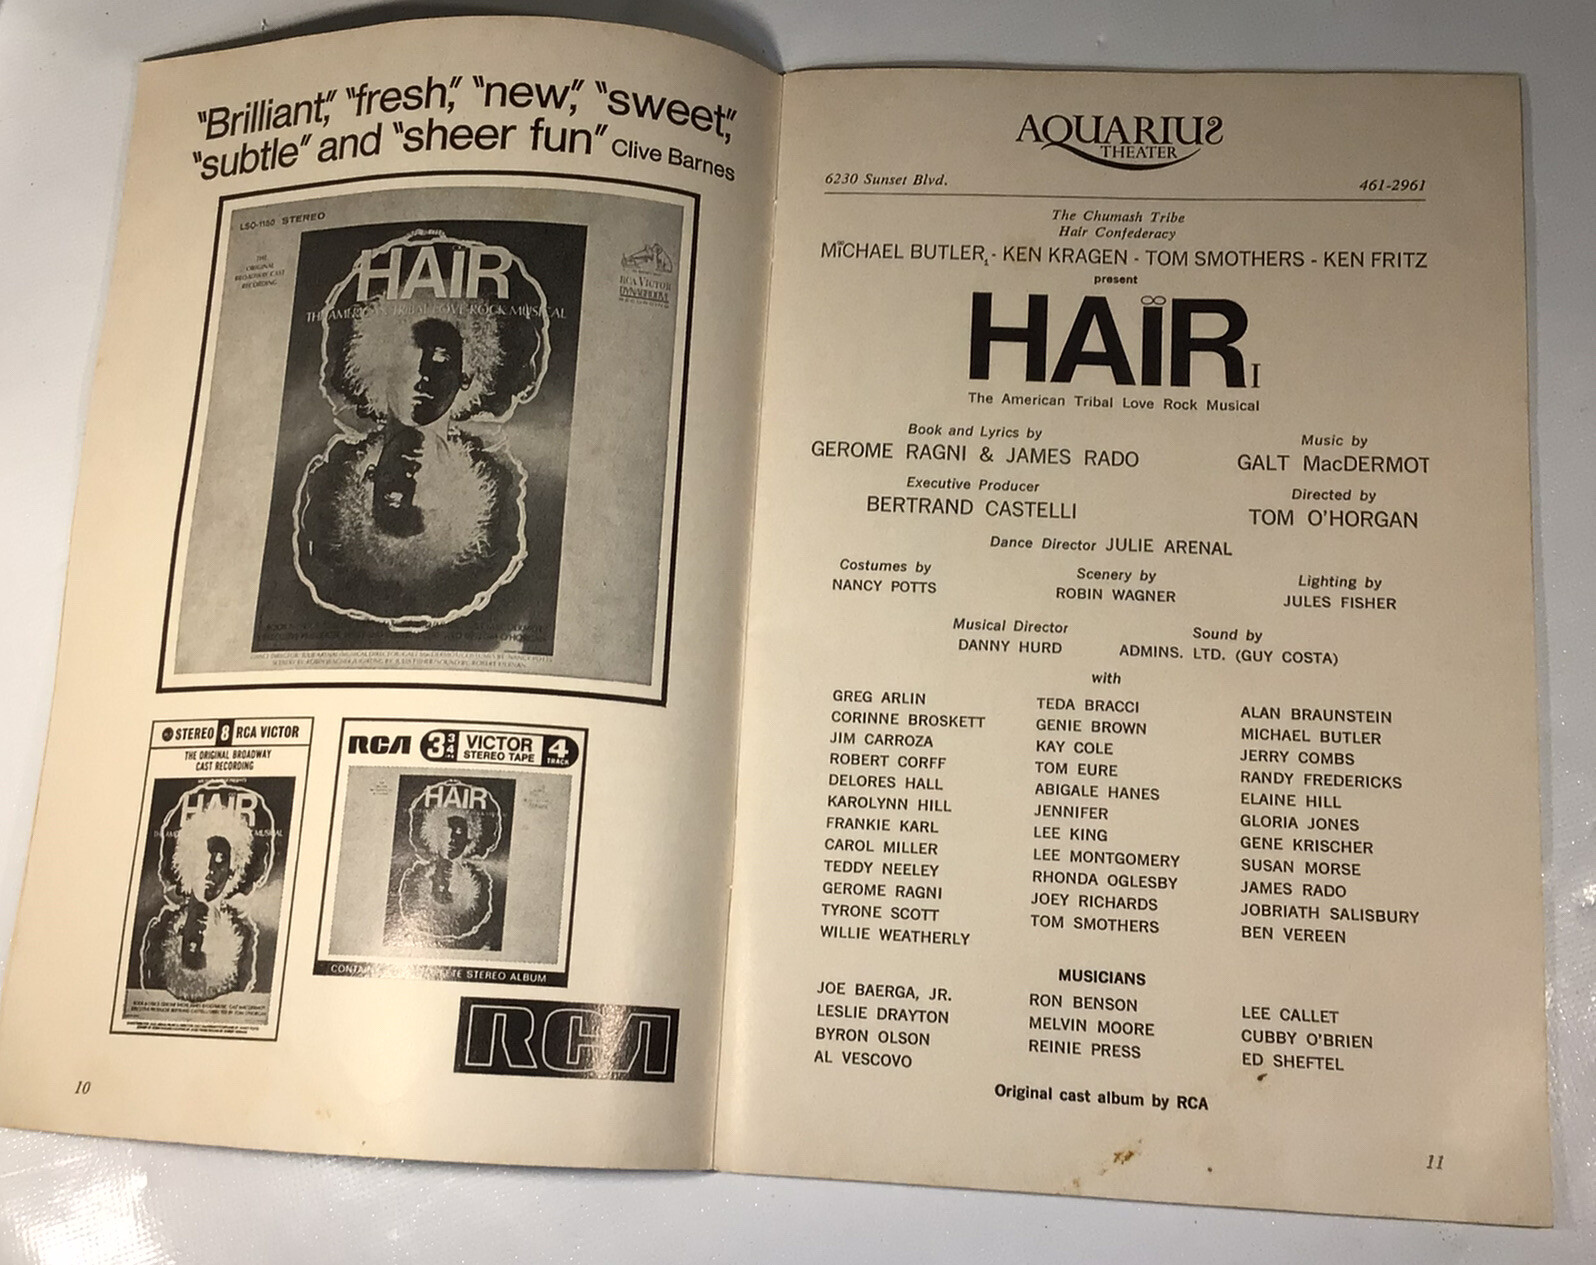 "Brilliant," "fresh," "new," "sweet,"
"subtle" and "sheer fun" Clive Barnes
LSO-1150 STEREO
THE
ORIGINAL
BROADWAY CAST
RECORDING
HAIR
THE AMERICAN TRIBAL LOVE-ROCK MUSICAL
RCA VICTOR
DYNAGROOVE
STEREO 8 RCA VICTOR
THE ORIGINAL BROADWAY
CAST RECORDING
HAIR
RCA 3 3/4 VICTOR STEREO TAPE 4 TRACK
HAIR
STEREO ALBUM
RCA
10
AQUARIUS
THEATER
6230 Sunset Blvd. 461-2961
The Chumash Tribe
Hair Confederacy
MICHAEL BUTLER - KEN KRAGEN - TOM SMOTHERS - KEN FRITZ
present
HAIR I
The American Tribal Love Rock Musical
Book and Lyrics by
GEROME RAGNI & JAMES RADO
Music by
GALT MacDERMOT
Executive Producer
BERTRAND CASTELLI
Directed by
TOM O'HORGAN
Dance Director JULIE ARENAL
Costumes by
NANCY POTTS
Scenery by
ROBIN WAGNER
Lighting by
JULES FISHER
Musical Director
DANNY HURD
Sound by
ADMINS. LTD. (GUY COSTA)
with
GREG ARLIN
CORINNE BROSKETT
JIM CARROZA
ROBERT CORFF
DELORES HALL
KAROLYNN HILL
FRANKIE KARL
CAROL MILLER
TEDDY NEELEY
GEROME RAGNI
TYRONE SCOTT
WILLIE WEATHERLY
TEDA BRACCI
GENIE BROWN
KAY COLE
TOM EURE
ABIGALE HANES
JENNIFER
LEE KING
LEE MONTGOMERY
RHONDA OGLESBY
JOEY RICHARDS
TOM SMOTHERS
ALAN BRAUNSTEIN
MICHAEL BUTLER
JERRY COMBS
RANDY FREDERICKS
ELAINE HILL
GLORIA JONES
GENE KRISCHER
SUSAN MORSE
JAMES RADO
JOBRIATH SALISBURY
BEN VEREEN
MUSICIANS
JOE BAERGA, JR.
LESLIE DRAYTON
BYRON OLSON
AL VESCOVO
RON BENSON
MELVIN MOORE
REINIE PRESS
LEE CALLET
CUBBY O'BRIEN
ED SHEFTEL
Original cast album by RCA
11